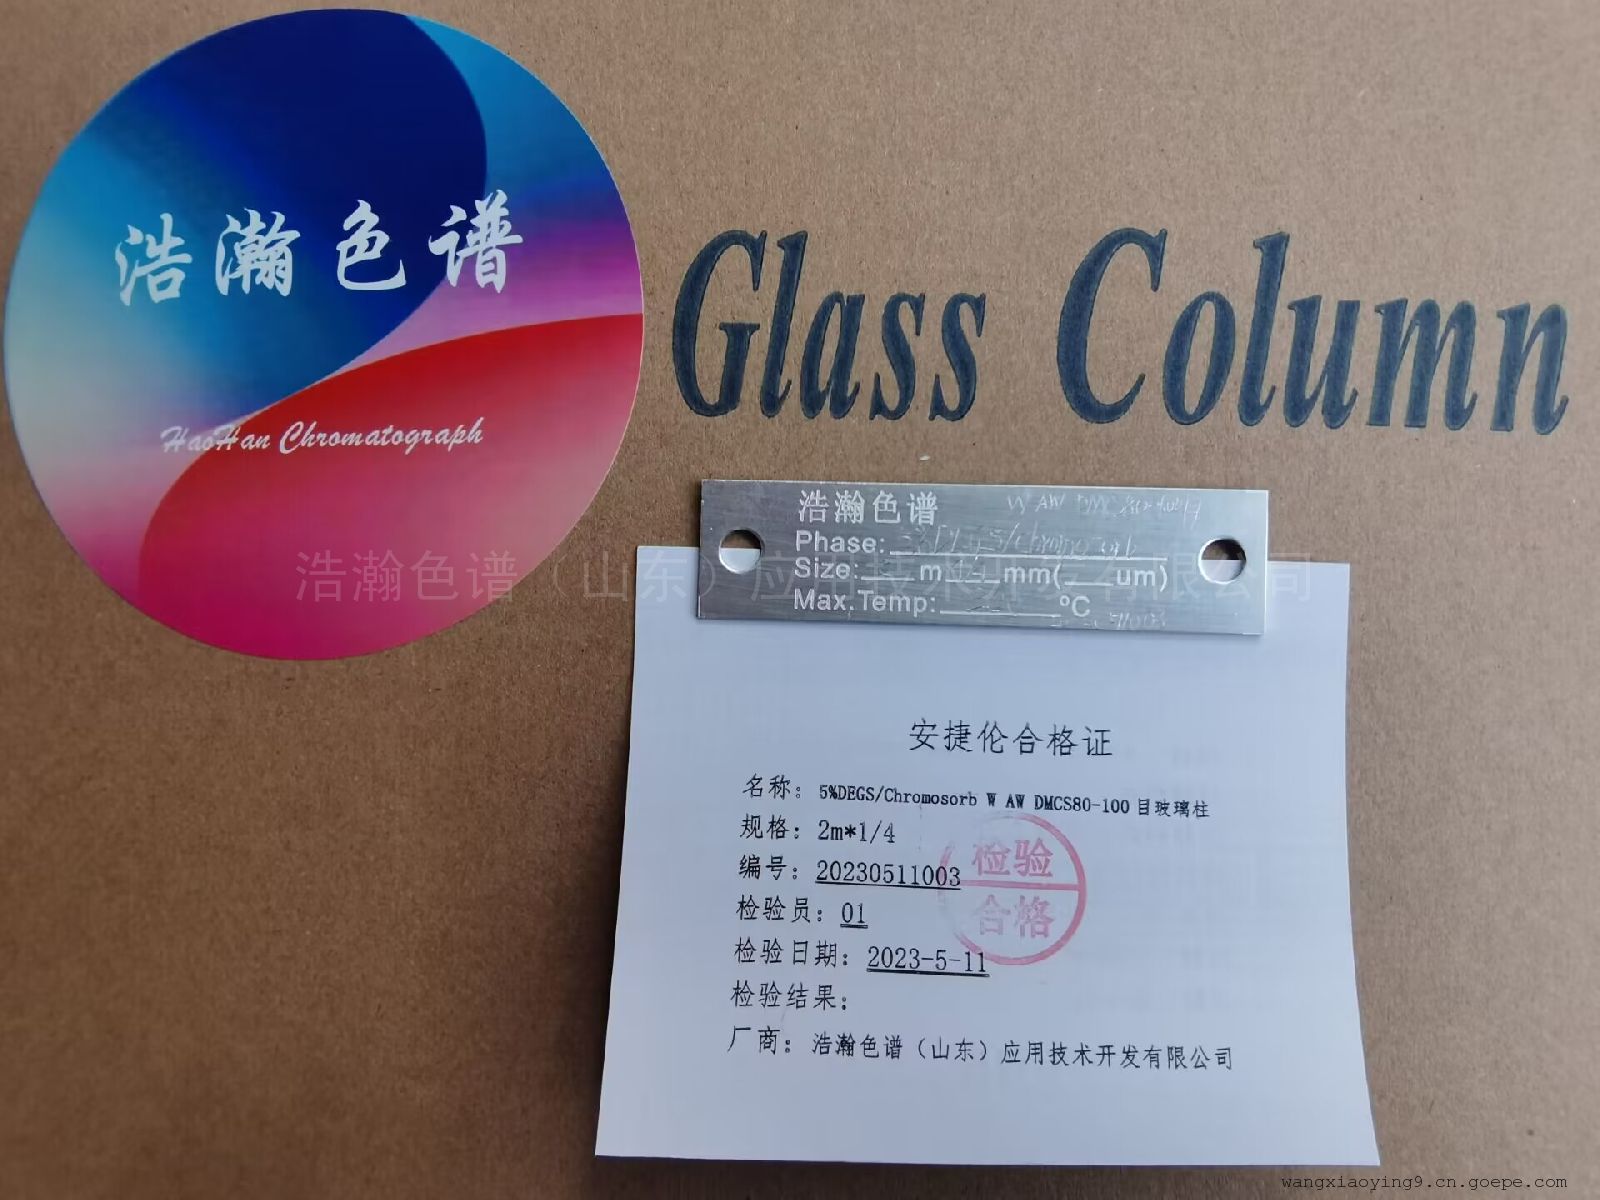 浩瀚色谱
HaoHan Chromatograph
Glass Column
浩瀚色谱
W AW DMCS
Phase:
Size: m mm( um)
Max.Temp: °C
浩瀚色谱（山东）应用技术开发有限公司
安捷伦合格证
名称：5%DEGS/Chromosorb W AW DMCS80-100目玻璃柱
规格：2m*1/4
编号：20230511003
检验员：01
检验日期：2023-5-11
检验结果：
厂商：浩瀚色谱（山东）应用技术开发有限公司
检验
合格
wangxiaoying9.cn.goepe.com